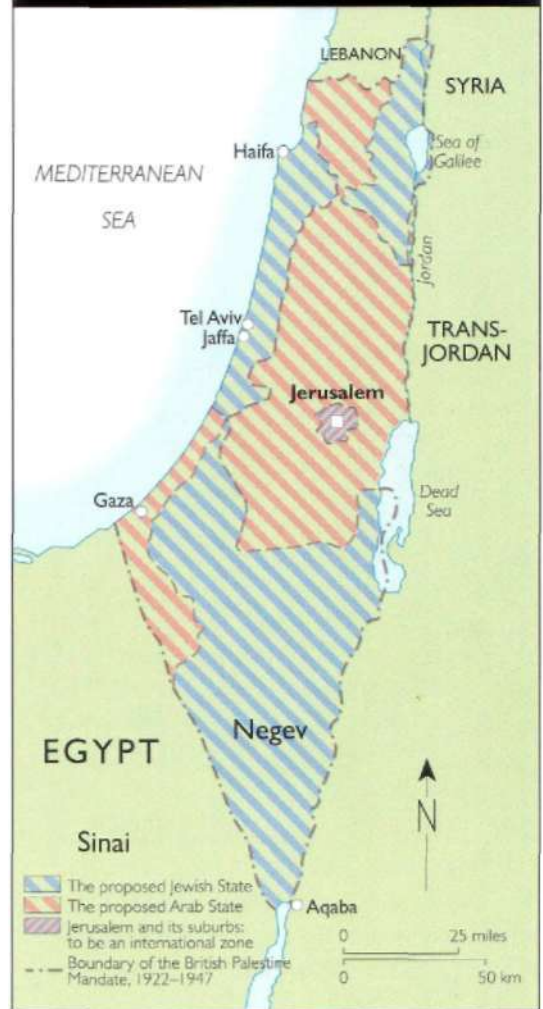 LEBANON
SYRIA
Sea of
Galilee
Haifa
MEDITERRANEAN
SEA
Jordan
Tel Aviv
Jaffa
TRANS-
JORDAN
Jerusalem
Gaza
Dead
Sea
Negev
EGYPT
N
Sinai
The proposed Jewish State
The proposed Arab State
Jerusalem and its suburbs:
to be an international zone
Boundary of the British Palestine
Mandate, 1922–1947
Aqaba
0 25 miles
0 50 km